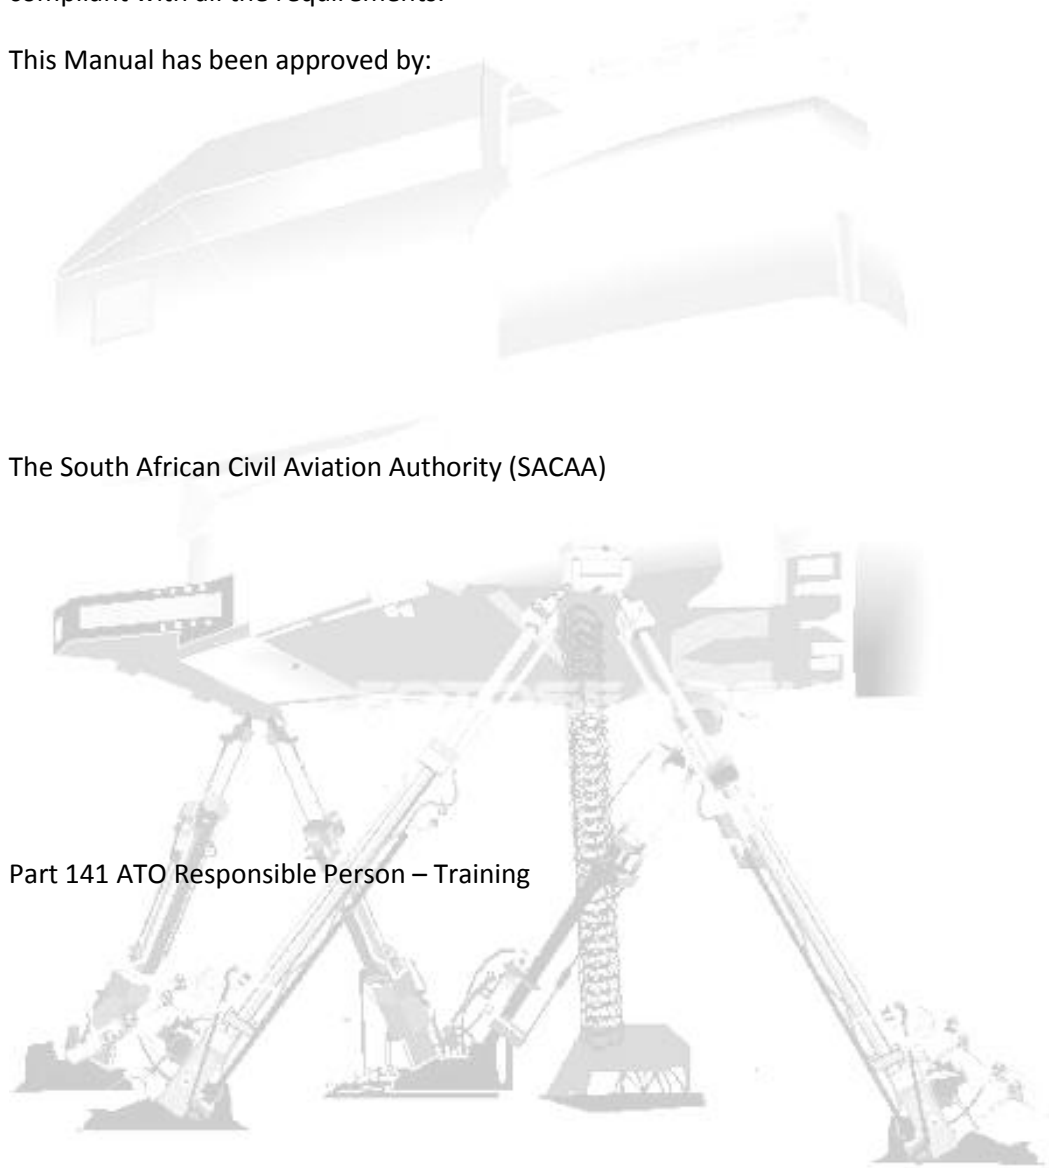 compliant with all the requirements.
This Manual has been approved by:
The South African Civil Aviation Authority (SACAA)
Part 141 ATO Responsible Person – Training